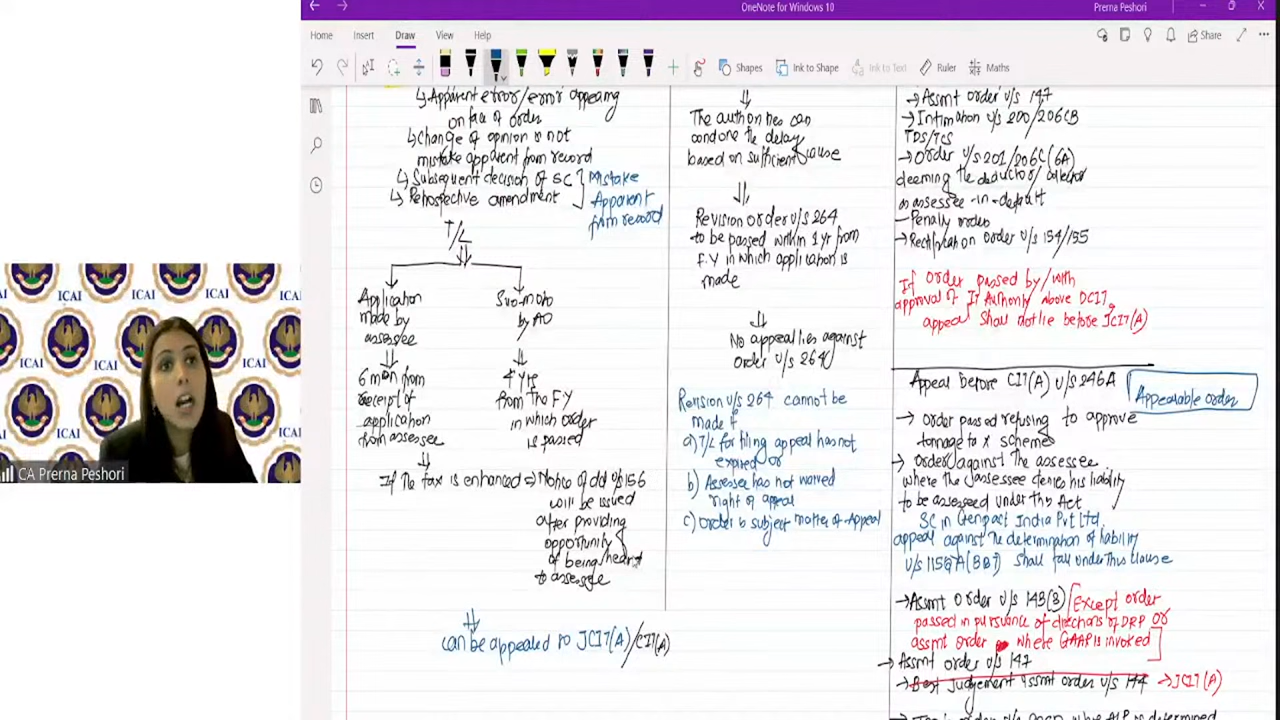 OneNote for Windows 10
Prerna Peshori
Home
Insert
Draw
View
Help
Share
Shapes
Ink to Shape
Ink to Text
Ruler
Maths
↳ Apparent error/error appearing
on face of order
↳ Change of opinion is not
mistake apparent from record
↳ Subsequent decision of SC
↳ Retrospective amendment
Mistake
Apparent
from record
T/L
Application
made by
assessee
6 mon from
receipt of
application
from assessee
Suo-moto
by AO
4 yrs
from the F.Y
in which order
is passed
If the tax is enhanced ⇒ Notice of dd u/s 156
will be issued
after providing
opportunity
of being heard
to assessee
can be appealed to JCIT(A)/CIT(A)
The authorities can
condone the delay
based on sufficient cause
Revision order u/s 264
to be passed within 1 yr from
F.Y in which application is
made
No appeal lies against
order u/s 264
Revision u/s 264 cannot be
made if
a) T/L for filing appeal has not
expired or
b) Assessee has not waived
right of appeal
c) Order is subject matter of Appeal
→ Assmt order u/s 147
→ Intimation u/s 200/206CB
TDS/TCS
→ Order u/s 201/206C(6A)
deeming the deductor/collector
as assessee-in-default
– Penalty order
→ Rectification order u/s 154/155
If order passed by/with
approval of IT Authority above DCIT,
appeal shall not lie before JCIT(A)
Appeal before CIT(A) u/s 246A
Appealable order
→ Order passed refusing to approve
tonnage tax scheme
→ Order against the assessee
where the assessee denies his liability
to be assessed under this Act
SC in Genpact India Pvt Ltd,
appeal against the determination of liability
u/s 115QA (BBT) shall fall under this clause
→ Assmt Order u/s 143(3) [Except order
passed in pursuance of directions of DRP or
assmt order where GAAR is invoked]
→ Assmt order u/s 147
→ Best Judgement Assmt order u/s 144 → JCIT(A)
ICAI
ICAI
ICAI
ICAI
ICAI
ICAI
CA Prerna Peshori